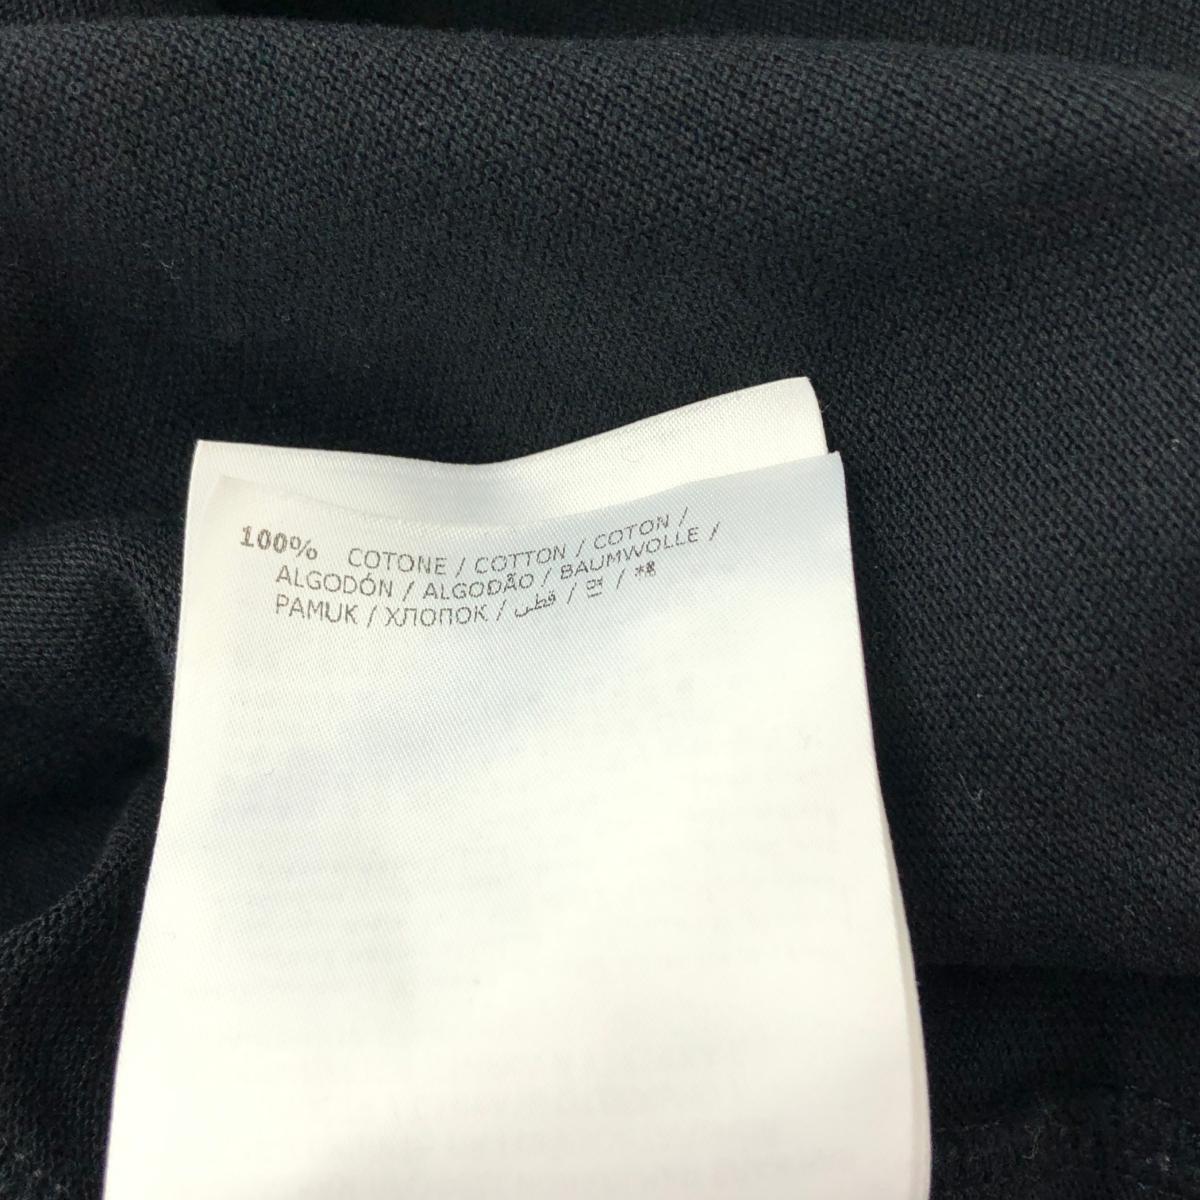 100% COTONE / COTTON / COTON /
ALGODÓN / ALGODÃO / BAUMWOLLE /
PAMUK / ХЛОПОК / قطن / 면 / 棉